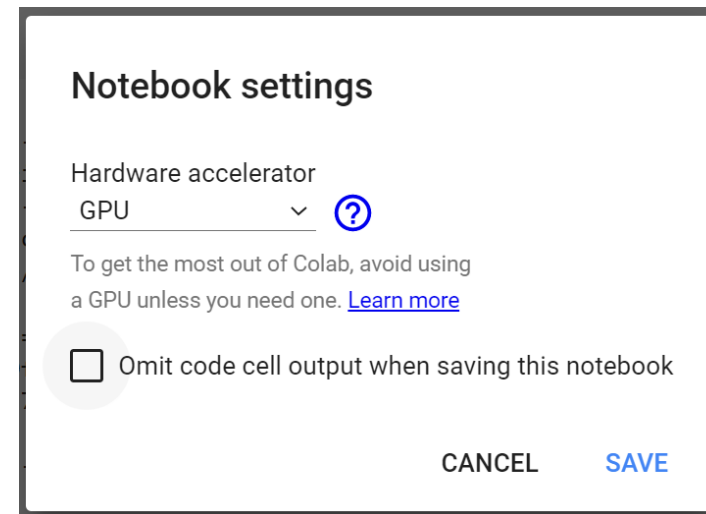 Notebook settings
Hardware accelerator
GPU
To get the most out of Colab, avoid using
a GPU unless you need one. Learn more
Omit code cell output when saving this notebook
CANCEL SAVE